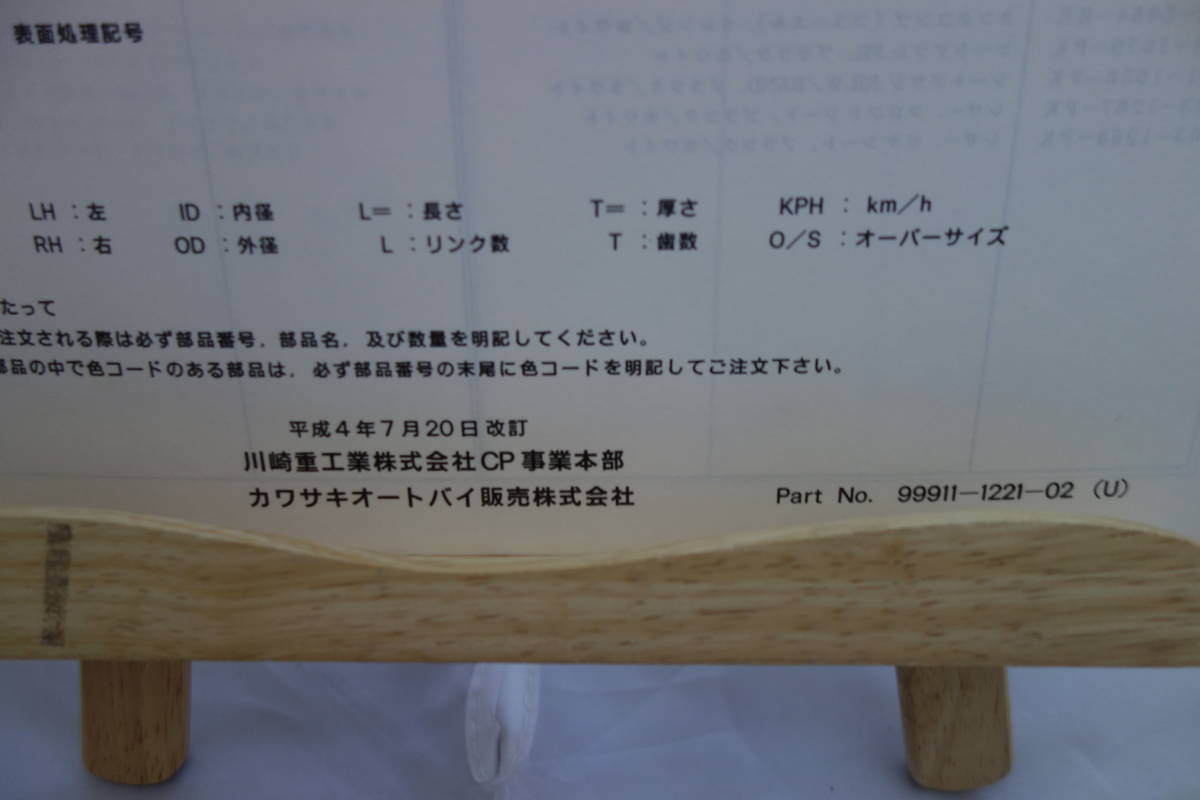 表面処理記号
LH：左　ID：内径　L＝：長さ　T＝：厚さ　KPH：km／h
RH：右　OD：外径　L：リンク数　T：歯数　O／S：オーバーサイズ
たって
注文される際は必ず部品番号，部品名，及び数量を明記してください。
部品の中で色コードのある部品は，必ず部品番号の末尾に色コードを明記してご注文下さい。
平成4年7月20日改訂
川崎重工業株式会社CP事業本部
カワサキオートバイ販売株式会社
Part No. 99911－1221－02（U）